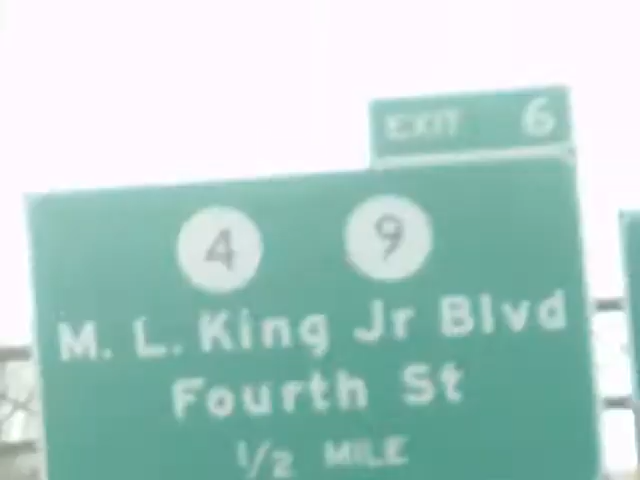 EXIT 6
4 9
M. L. King Jr Blvd
Fourth St
1/2 MILE